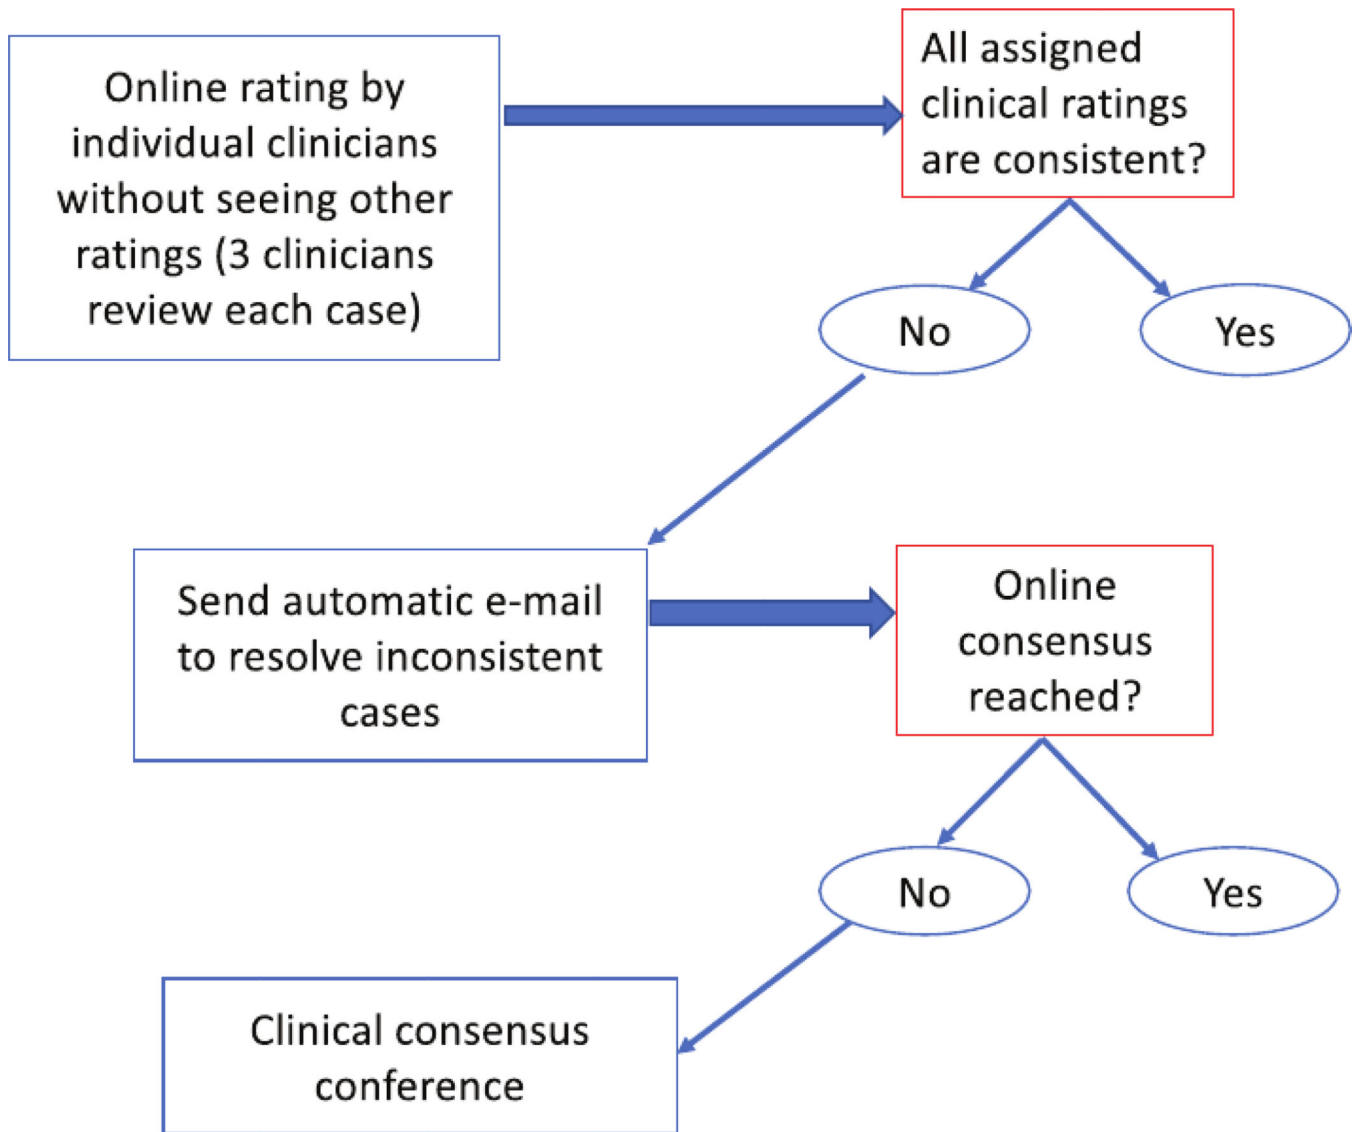 Online rating by
individual clinicians
without seeing other
ratings (3 clinicians
review each case)
All assigned
clinical ratings
are consistent?
No
Yes
Send automatic e-mail
to resolve inconsistent
cases
Online
consensus
reached?
No
Yes
Clinical consensus
conference